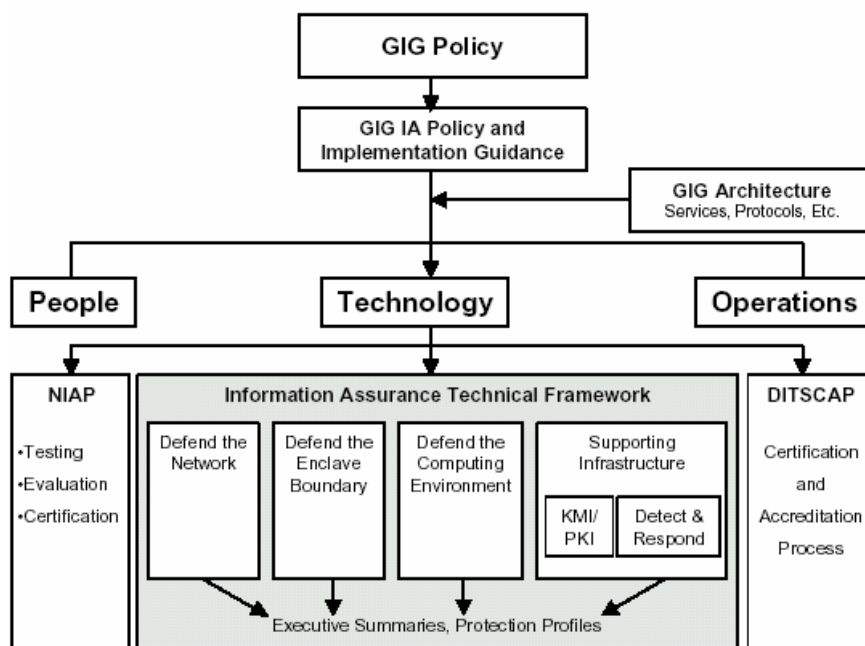 GIG Policy
GIG IA Policy and
Implementation Guidance
GIG Architecture
Services, Protocols, Etc.
People
Technology
Operations
NIAP
•Testing
•Evaluation
•Certification
Information Assurance Technical Framework
Defend the
Network
Defend the
Enclave
Boundary
Defend the
Computing
Environment
Supporting
Infrastructure
KMI/
PKI
Detect &
Respond
Executive Summaries, Protection Profiles
DITSCAP
Certification
and
Accreditation
Process